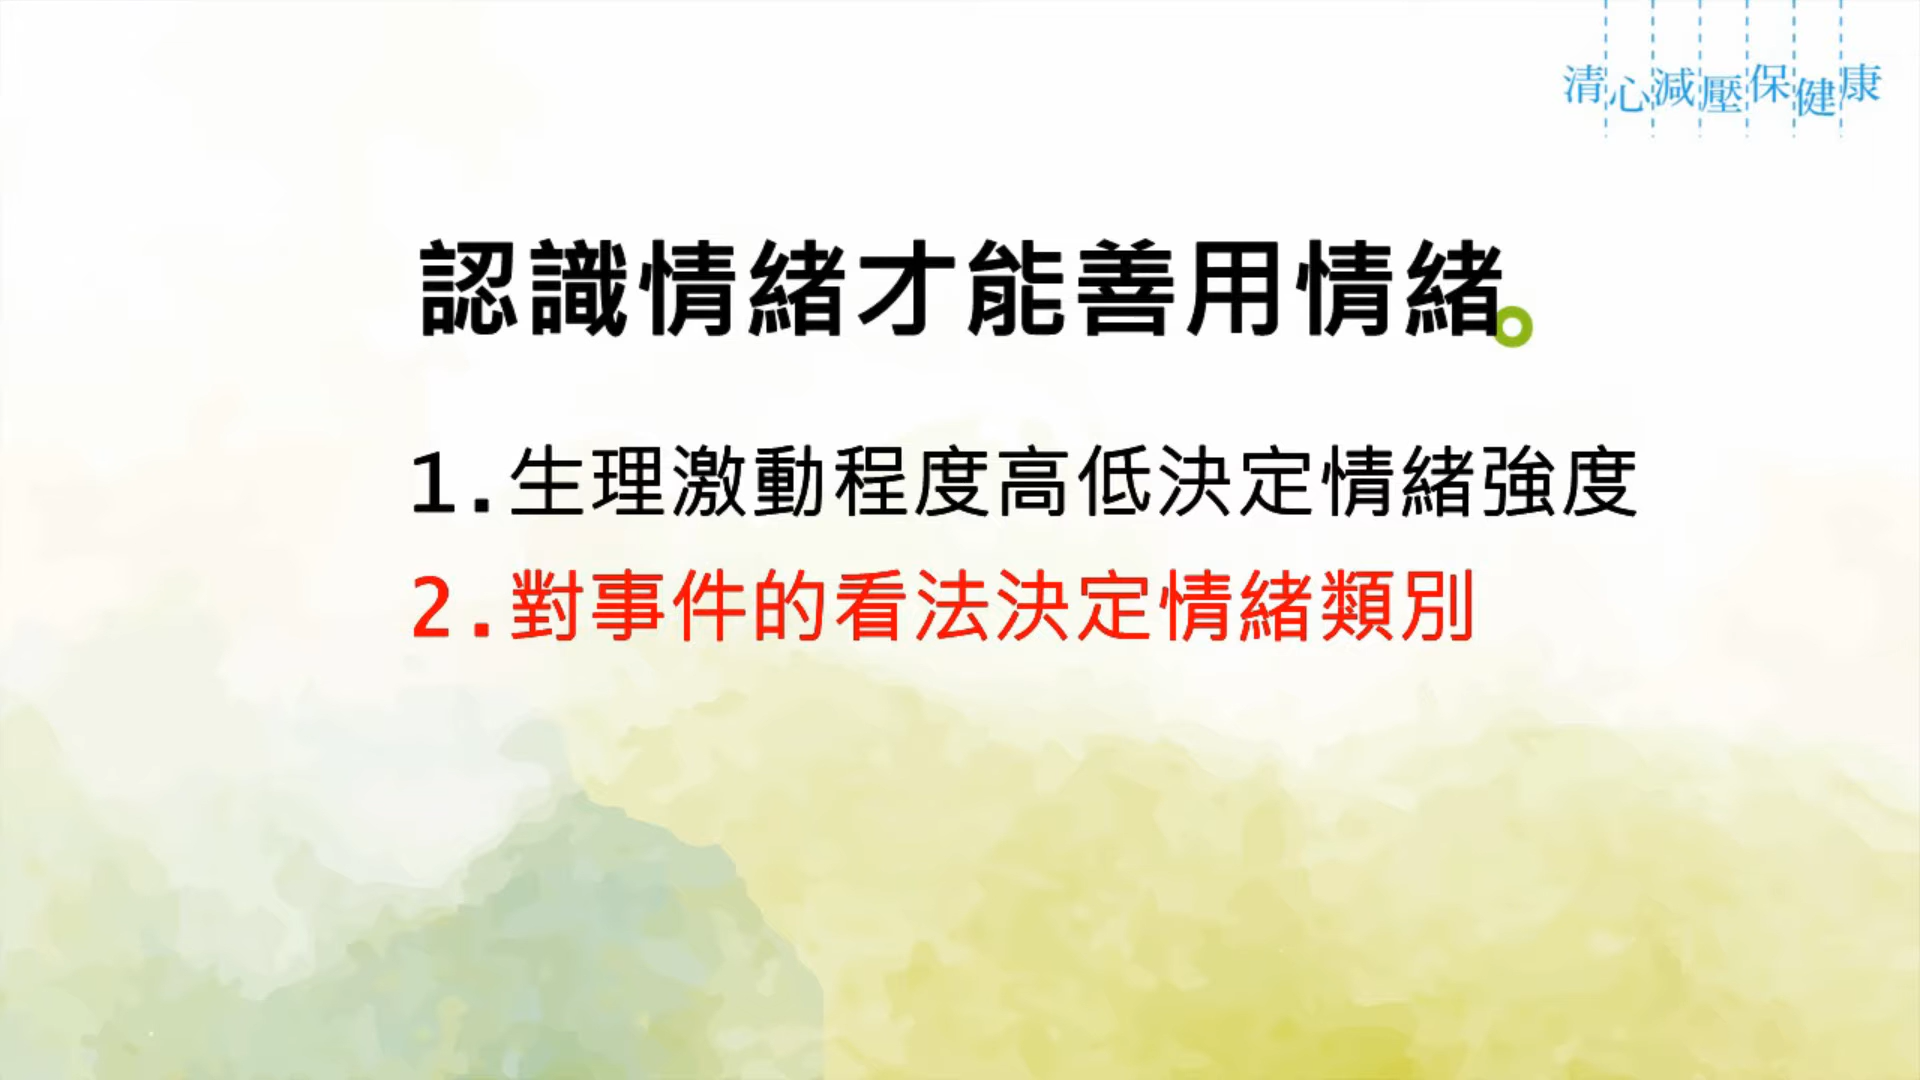 清心減壓保健康
認識情緒才能善用情緒。
1.生理激動程度高低決定情緒強度
2.對事件的看法決定情緒類別